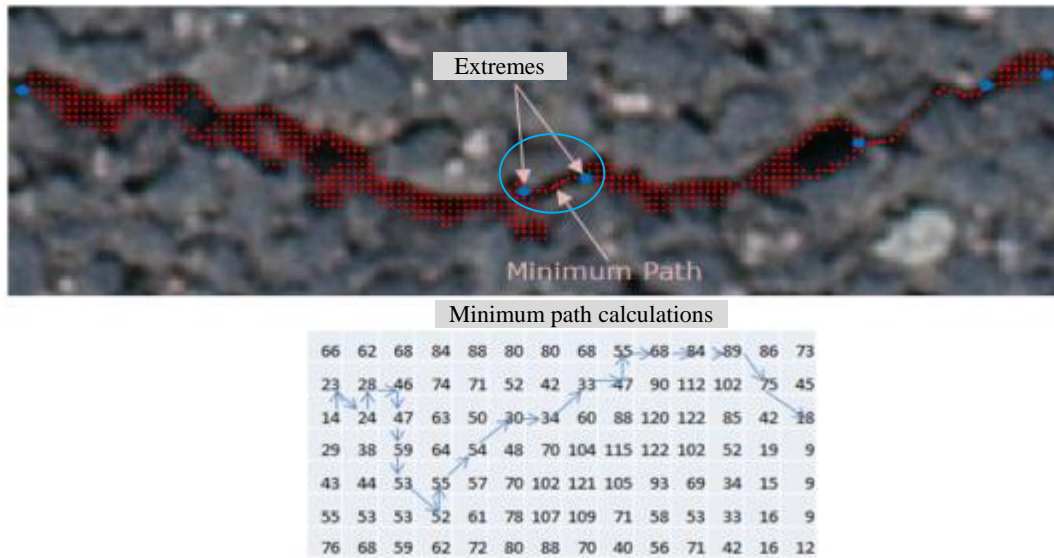 Extremes
Minimum Path
Minimum path calculations
66 62 68 84 88 80 80 68 55 68 84 89 86 73
23 28 46 74 71 52 42 33 47 90 112 102 75 45
14 24 47 63 50 30 34 60 88 120 122 85 42 18
29 38 59 64 54 48 70 104 115 122 102 52 19 9
43 44 53 55 57 70 102 121 105 93 69 34 15 9
55 53 53 52 61 78 107 109 71 58 53 33 16 9
76 68 59 62 72 80 88 70 40 56 71 42 16 12